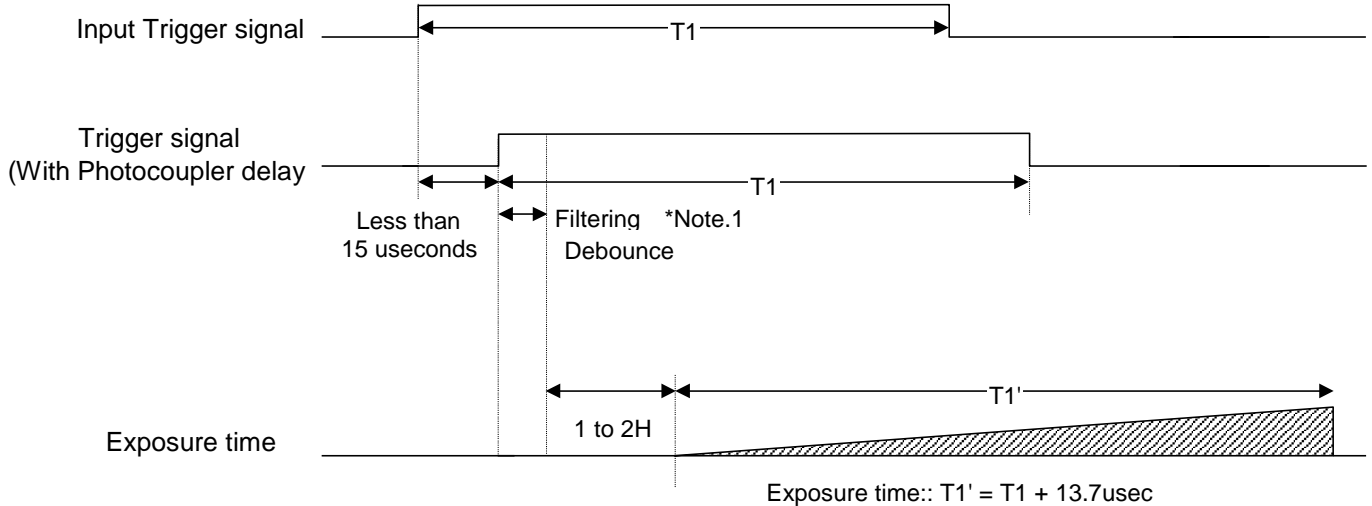 Input Trigger signal
T1
Trigger signal
(With Photocoupler delay
T1
Less than
15 useconds
Filtering *Note.1
Debounce
T1'
1 to 2H
Exposure time
Exposure time:: T1' = T1 + 13.7usec